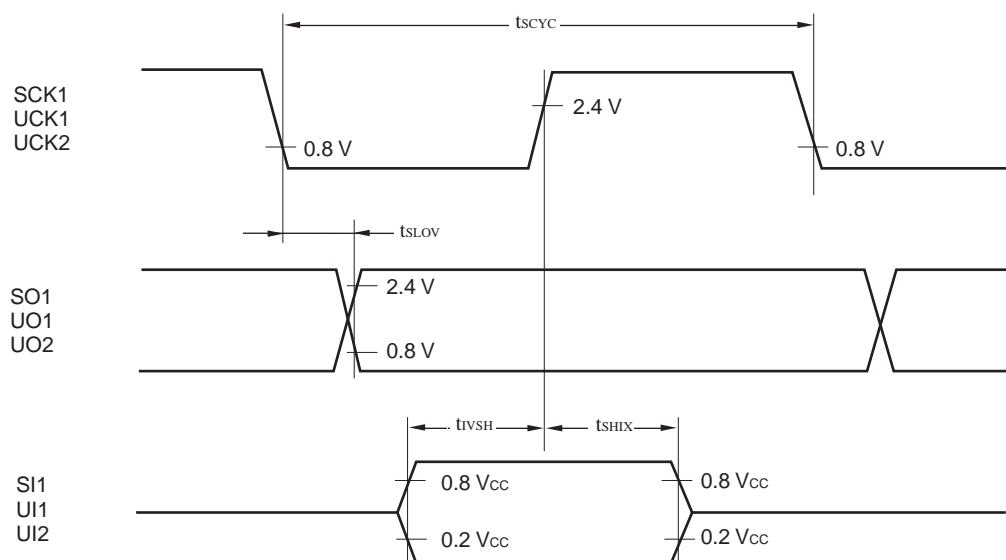 tSCYC
SCK1
UCK1
UCK2
2.4 V
0.8 V
0.8 V
tSLOV
SO1
UO1
UO2
2.4 V
0.8 V
tIVSH
tSHIX
SI1
UI1
UI2
0.8 VCC
0.8 VCC
0.2 VCC
0.2 VCC